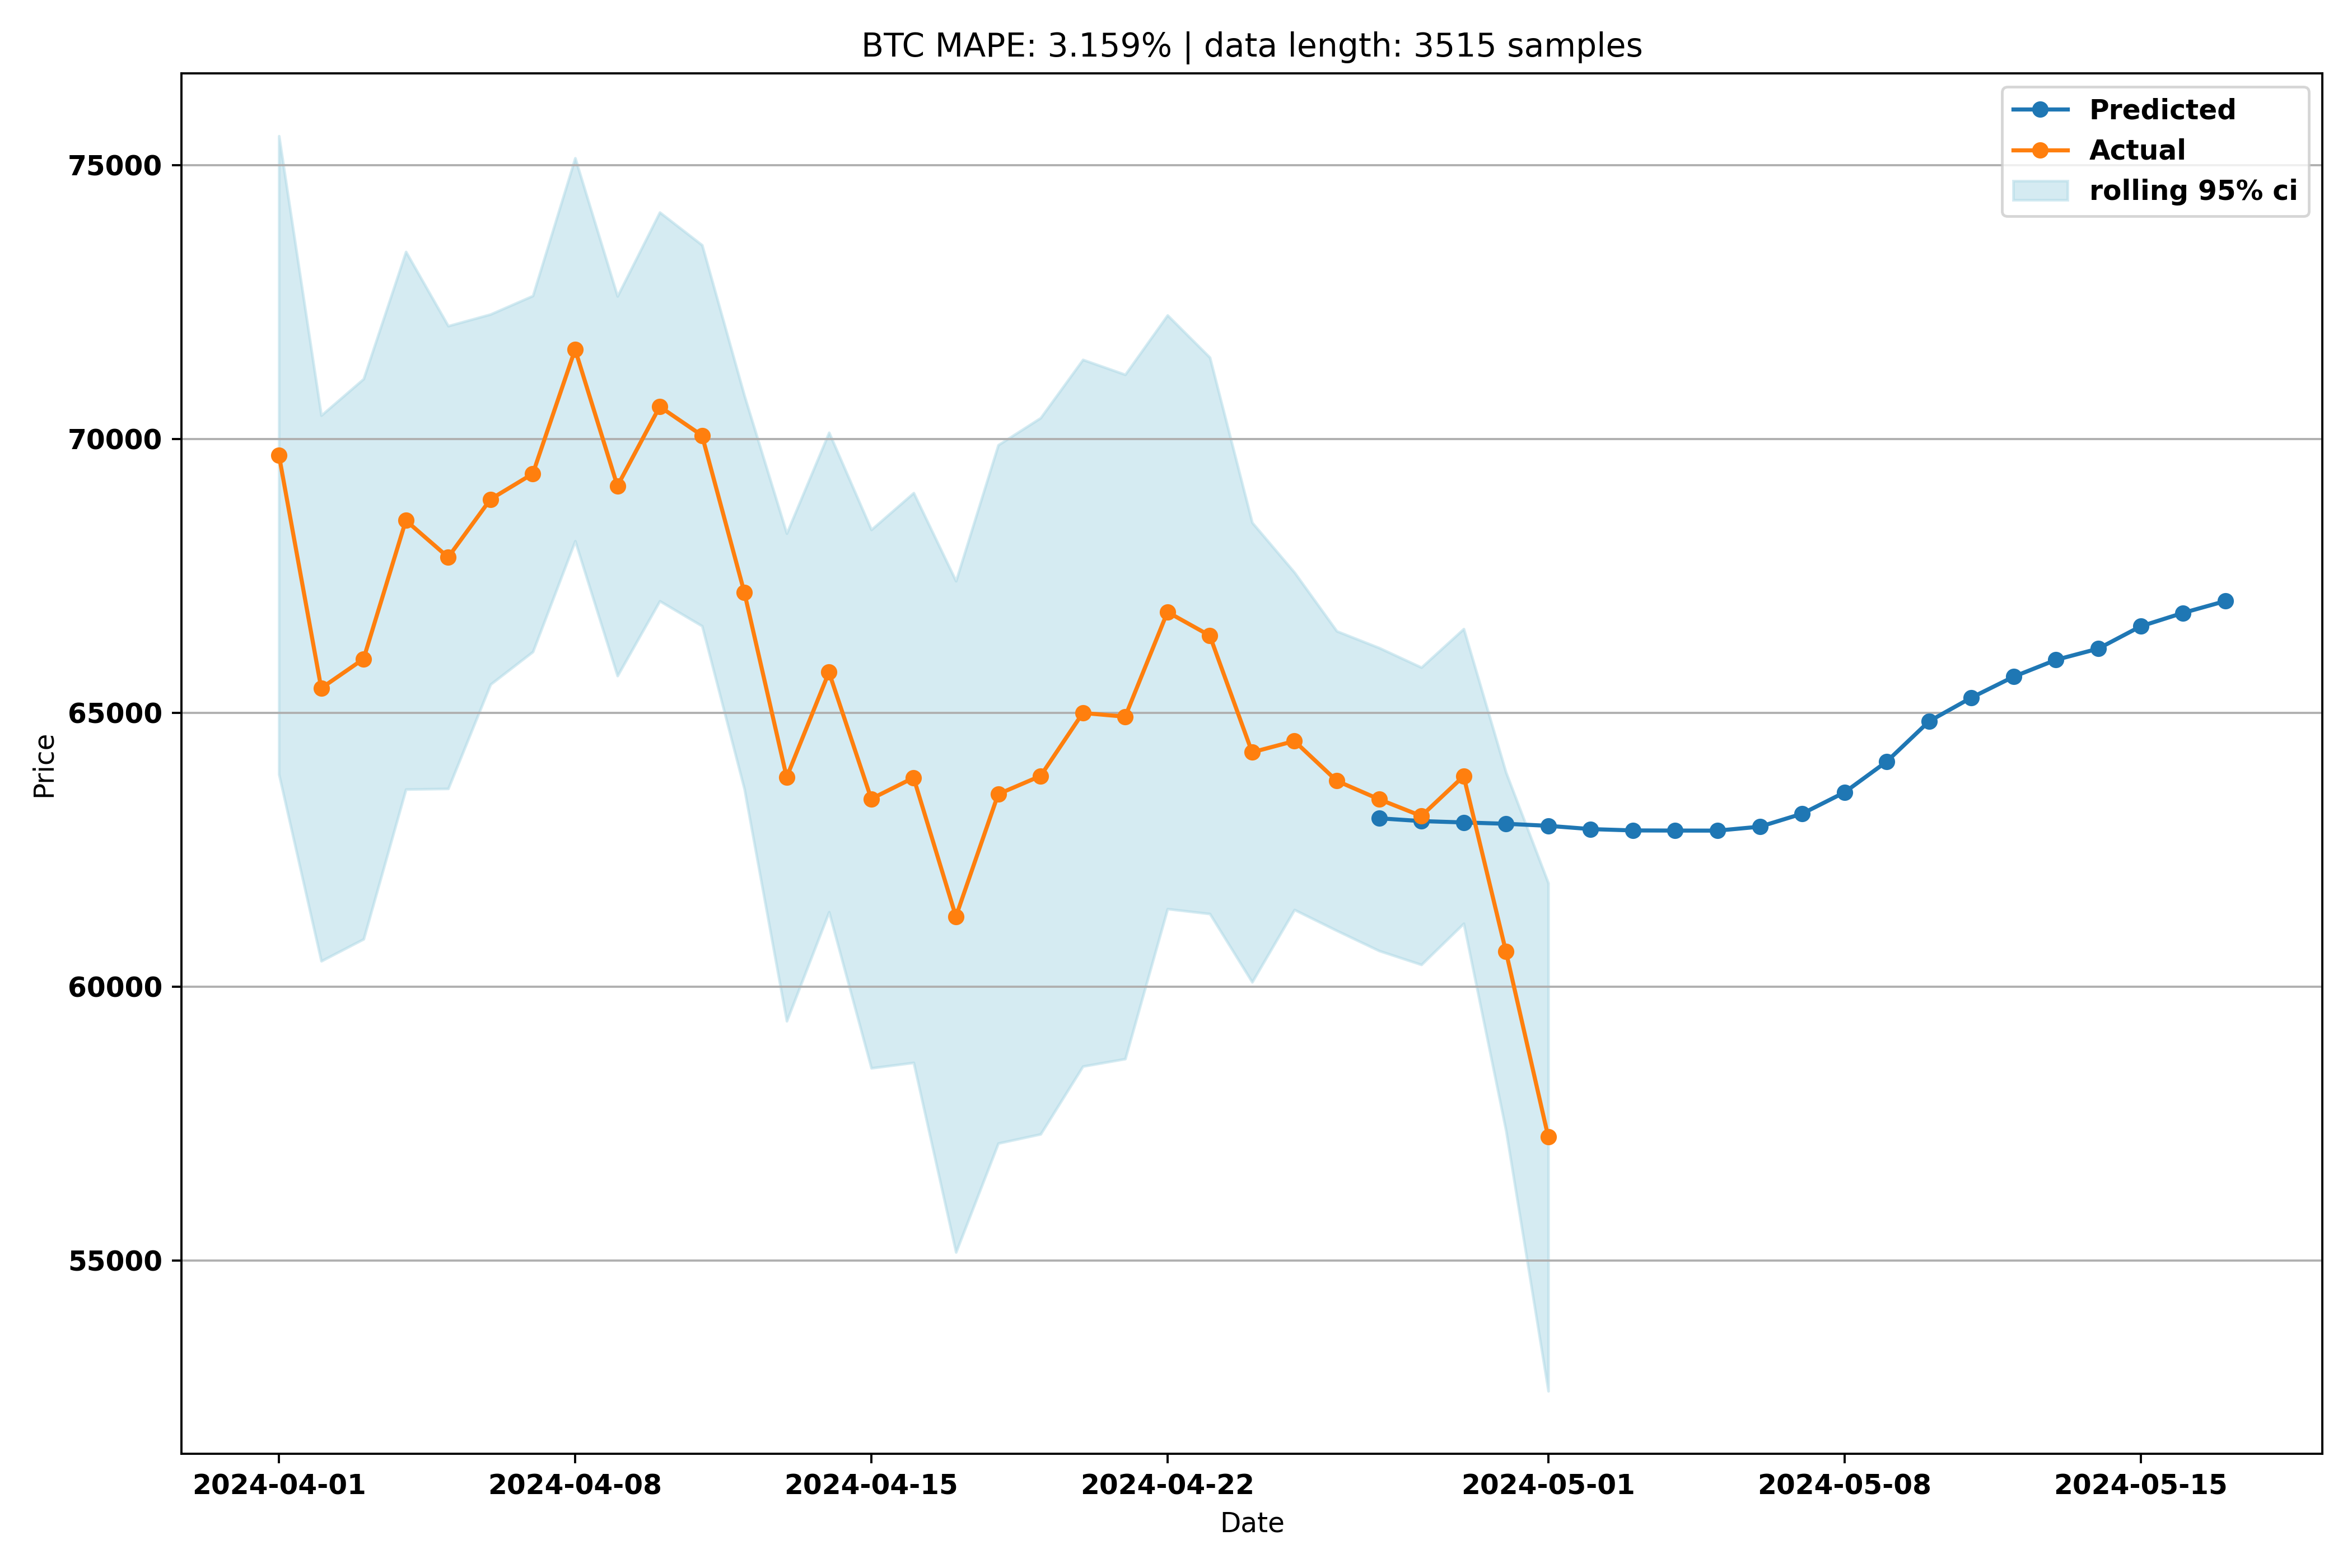 BTC MAPE: 3.159% | data length: 3515 samples
Predicted
Actual
rolling 95% ci
75000
70000
65000
60000
55000
Price
2024-04-01
2024-04-08
2024-04-15
2024-04-22
2024-05-01
2024-05-08
2024-05-15
Date